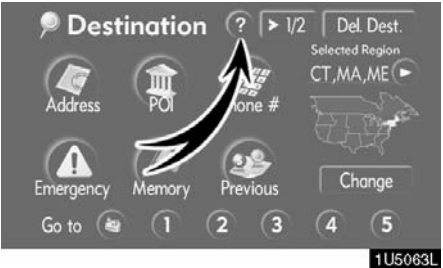 Destination ? > 1/2 Del. Dest.
Selected Region
CT,MA,ME
Address POI hone #
Emergency Memory Previous
Change
Go to 1 2 3 4 5
1U5063L